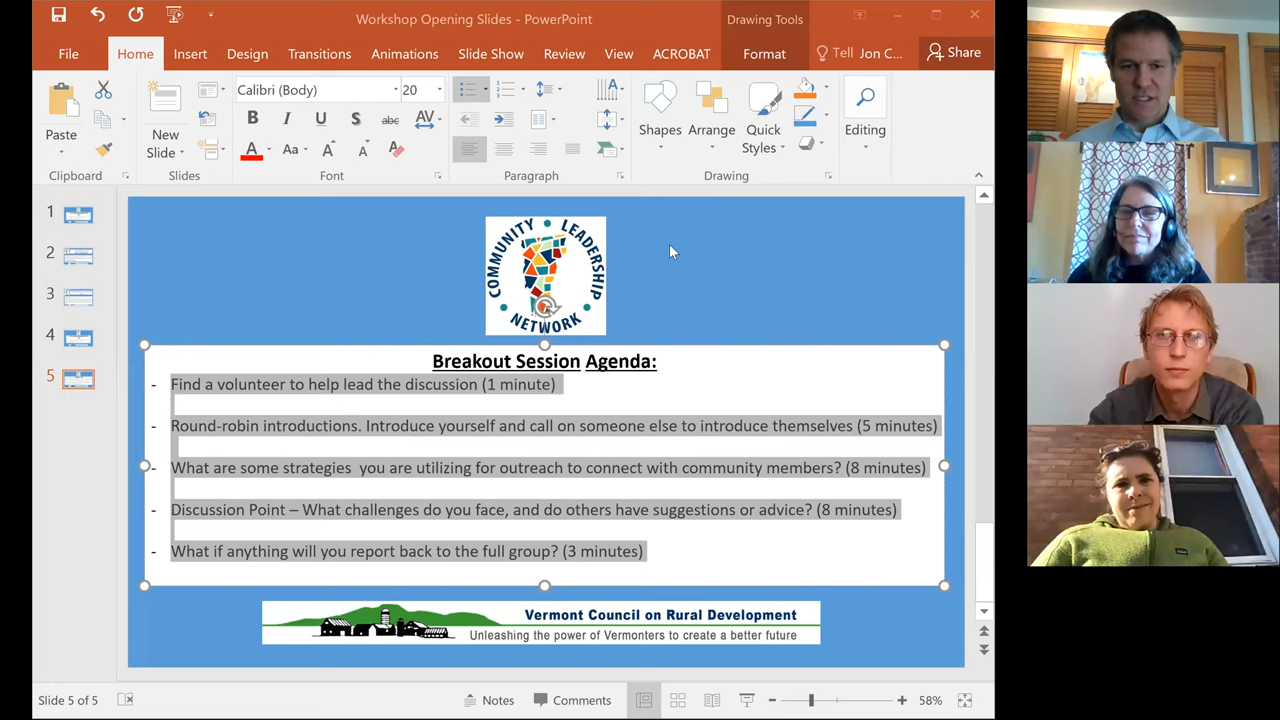 Workshop Opening Slides - PowerPoint
Drawing Tools
File
Home
Insert
Design
Transitions
Animations
Slide Show
Review
View
ACROBAT
Format
Tell
Jon C...
Share
Calibri (Body)
20
Paste
New
Slide
B I U S abc AV
A Aa A A
Shapes
Arrange
Quick
Styles
Editing
Clipboard
Slides
Font
Paragraph
Drawing
1
2
3
4
5
COMMUNITY LEADERSHIP
NETWORK
Breakout Session Agenda:
- Find a volunteer to help lead the discussion (1 minute)
- Round-robin introductions. Introduce yourself and call on someone else to introduce themselves (5 minutes)
- What are some strategies you are utilizing for outreach to connect with community members? (8 minutes)
- Discussion Point – What challenges do you face, and do others have suggestions or advice? (8 minutes)
- What if anything will you report back to the full group? (3 minutes)
Vermont Council on Rural Development
Unleashing the power of Vermonters to create a better future
Slide 5 of 5
Notes
Comments
58%